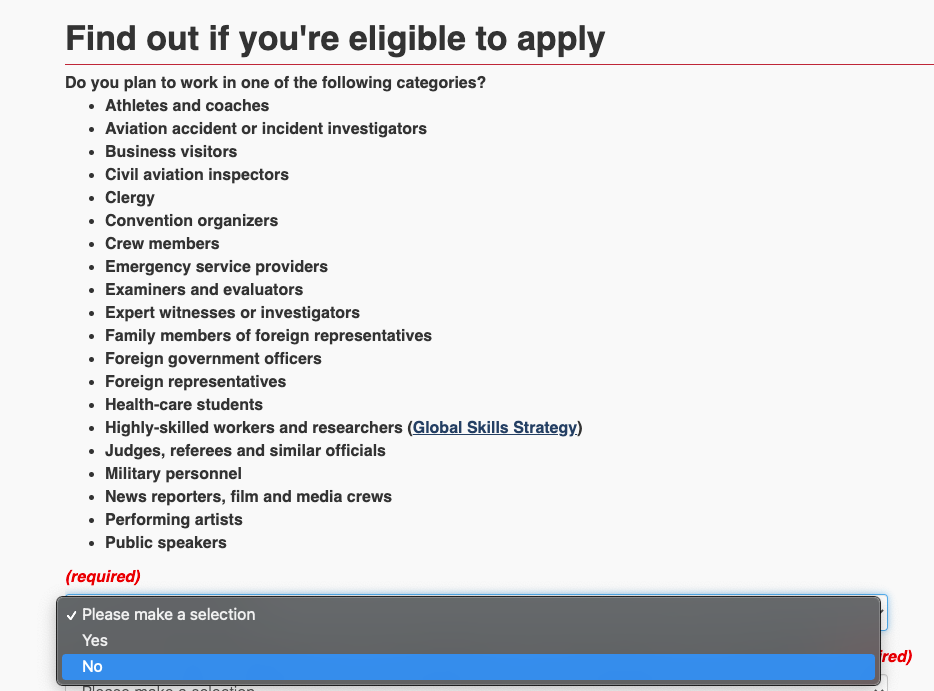 Find out if you're eligible to apply
Do you plan to work in one of the following categories?
• Athletes and coaches
• Aviation accident or incident investigators
• Business visitors
• Civil aviation inspectors
• Clergy
• Convention organizers
• Crew members
• Emergency service providers
• Examiners and evaluators
• Expert witnesses or investigators
• Family members of foreign representatives
• Foreign government officers
• Foreign representatives
• Health-care students
• Highly-skilled workers and researchers (Global Skills Strategy)
• Judges, referees and similar officials
• Military personnel
• News reporters, film and media crews
• Performing artists
• Public speakers
(required)
✓ Please make a selection
Yes
ired)
No
Please make a selection